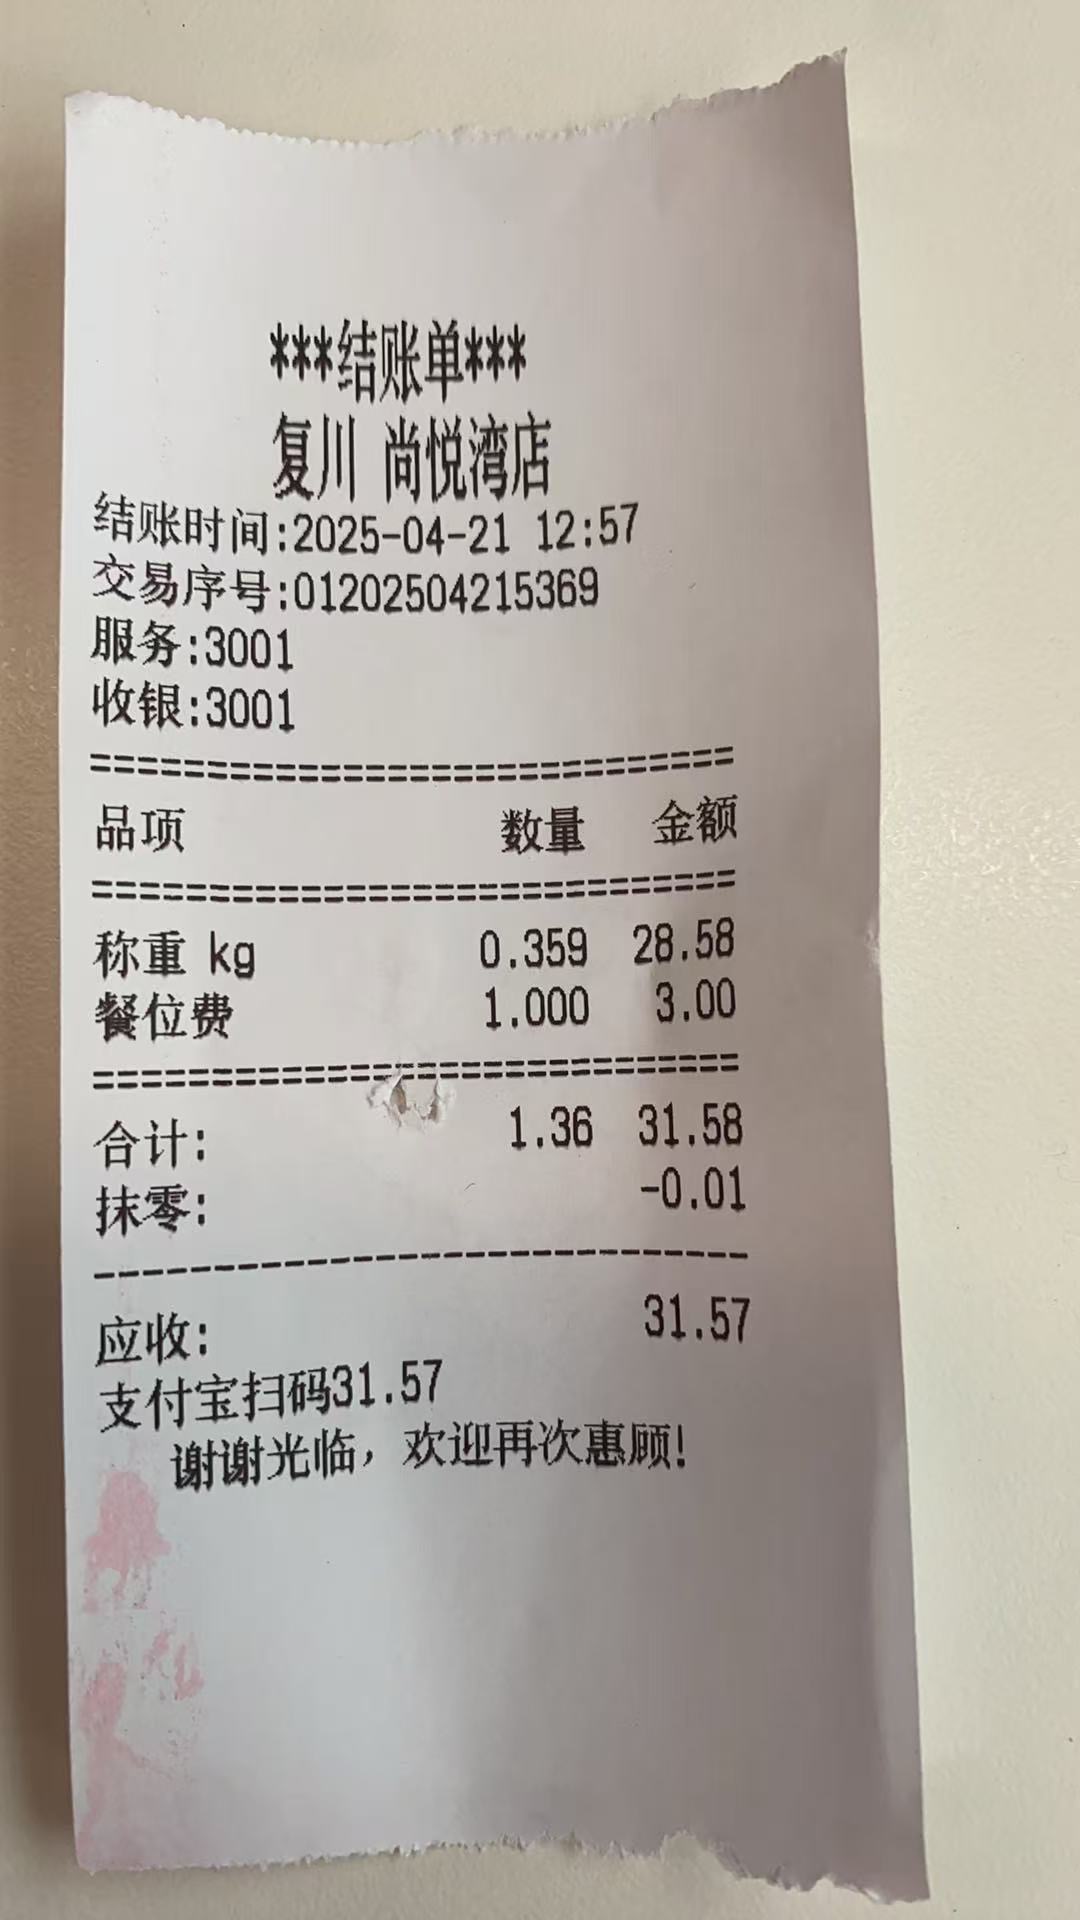 ***结账单***
复川 尚悦湾店
结账时间:2025-04-21 12:57
交易序号:01202504215369
服务:3001
收银:3001
============================
品项 数量 金额
============================
称重 kg 0.359 28.58
餐位费 1.000 3.00
============================
合计: 1.36 31.58
抹零: -0.01
----------------------------
应收: 31.57
支付宝扫码31.57
谢谢光临，欢迎再次惠顾!